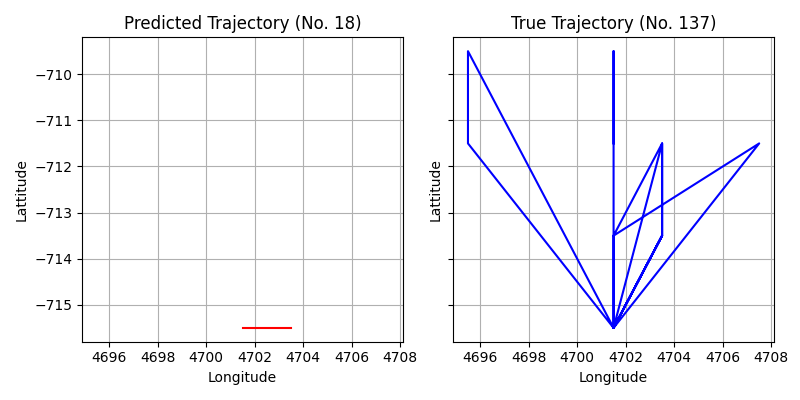 Predicted Trajectory (No. 18)
True Trajectory (No. 137)
−710
−711
−712
−713
−714
−715
Lattitude
Lattitude
4696 4698 4700 4702 4704 4706 4708
4696 4698 4700 4702 4704 4706 4708
Longitude
Longitude